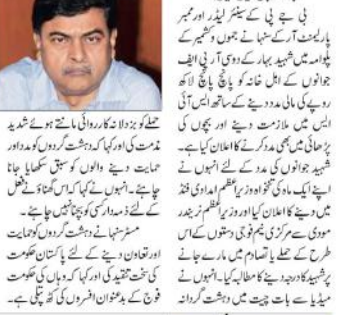 بی جے پی کے سینئر لیڈر اور ممبر
پارلیمنٹ آر کے سنہا نے جموں و کشمیر کے
پلوامہ میں شہید بہار کے دوسی آر پی ایف
جوانوں کے اہل خانہ کو پانچ پانچ لاکھ
روپے کی مالی مدد دینے کے ساتھ ایس آئی
ایس میں ملازمت دینے اور بچوں کی
پڑھائی میں بھی مدد کرنے کا اعلان کیا ہے۔
شہید جوانوں کی مدد کے لئے انہوں نے
اپنے ایک ماہ کی تنخواہ وزیر اعظم امدادی فنڈ
میں دینے کا اعلان کیا اور وزیر اعظم نریندر
مودی سے مرکزی نیم فوجی دستوں کے اس
طرح کے حملے یا تصادم میں مارے جانے
پر شہید کا درجہ دینے کا مطالبہ کیا۔ انہوں نے
میڈیا سے بات چیت میں دہشت گردانہ
حملے کو بزدلانہ کارروائی مانتے ہوئے شدید
مذمت کی اور کہا کہ دہشت گردوں کو مدد اور
حمایت دینے والوں کو سبق سکھایا جانا
چاہئے۔ انہوں نے کہا کہ اس گھناؤنے فعل
کے لئے ذمہ دار کسی کو بچنا نہیں چاہئے۔
مسٹر سنہا نے دہشت گردوں کو حمایت
اور تعاون دینے کے لئے پاکستان حکومت
کی سخت تنقید کی اور کہا کہ وہاں کی حکومت
فوج کے بدعنوان افسروں کی کٹھ پتلی ہے۔